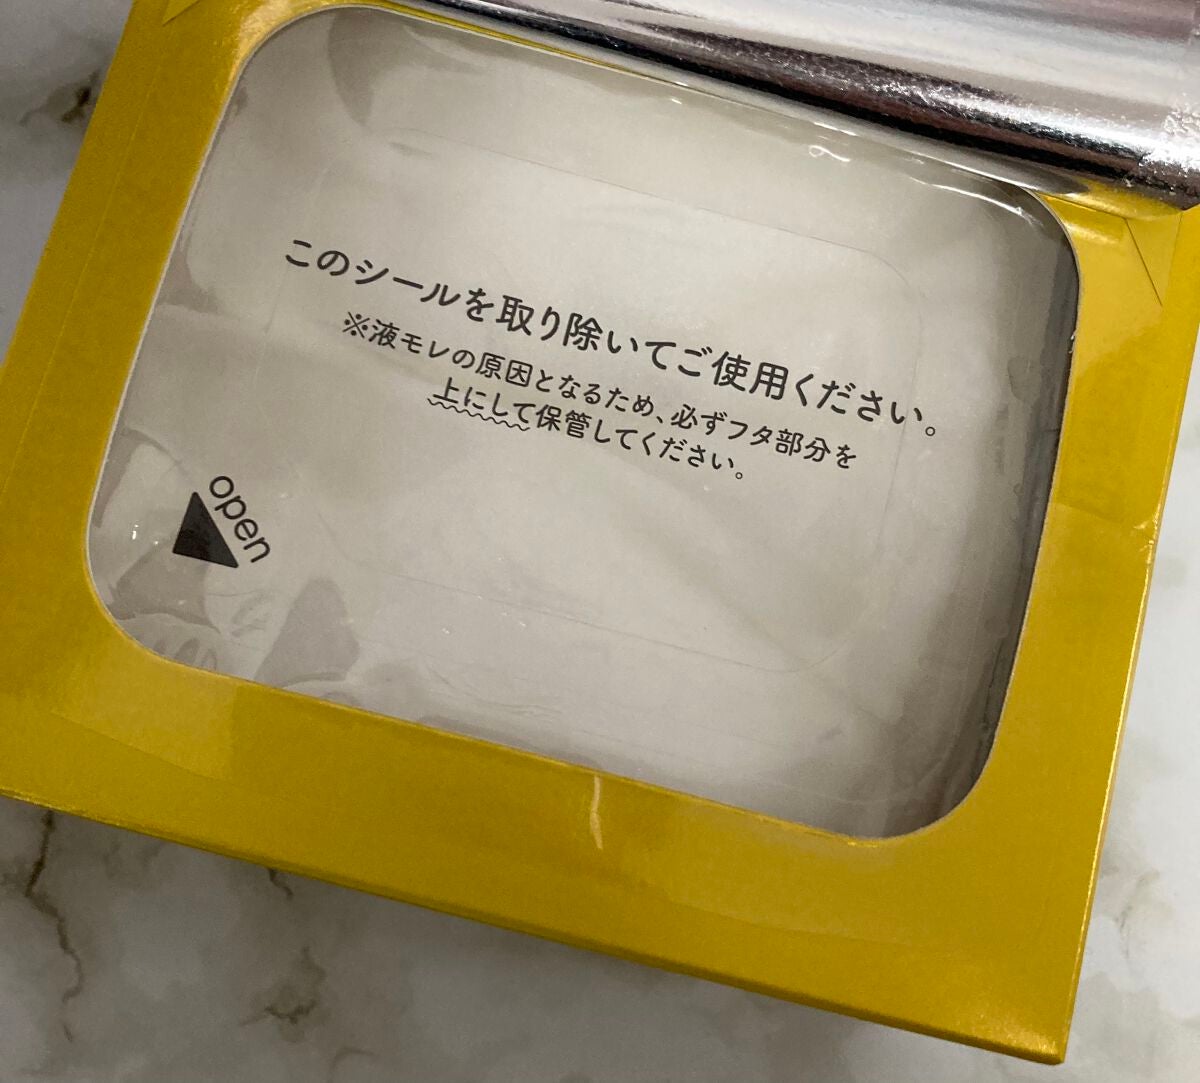 このシールを取り除いてご使用ください。
※液モレの原因となるため、必ずフタ部分を
上にして保管してください。
open